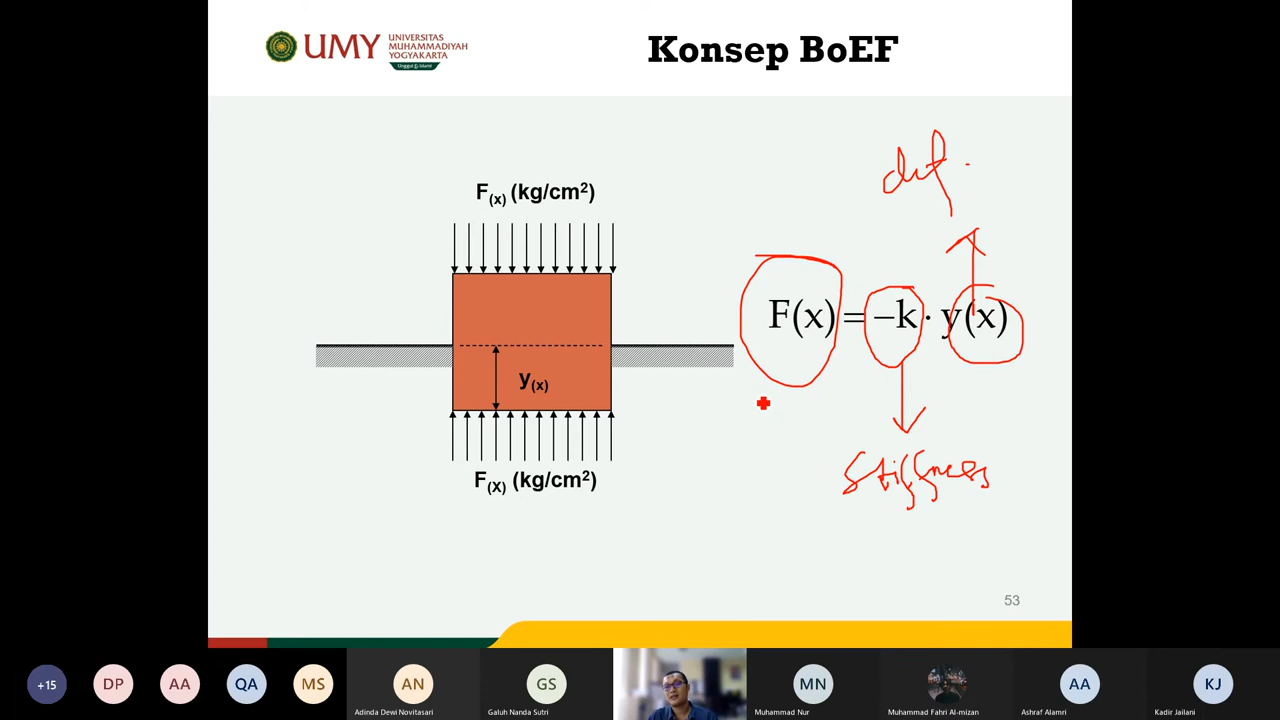 UMY
UNIVERSITAS
MUHAMMADIYAH
YOGYAKARTA
Unggul & Islami
Konsep BoEF
def.
F(x) (kg/cm2)
F(x) = −k · y(x)
y(x)
stiffness
F(X) (kg/cm2)
53
+15
DP
AA
QA
MS
AN
Adinda Dewi Novitasari
GS
Galuh Nanda Sutri
MN
Muhammad Nur
Muhammad Fahri Al-mizan
AA
Ashraf Alamri
KJ
Kadir Jailani